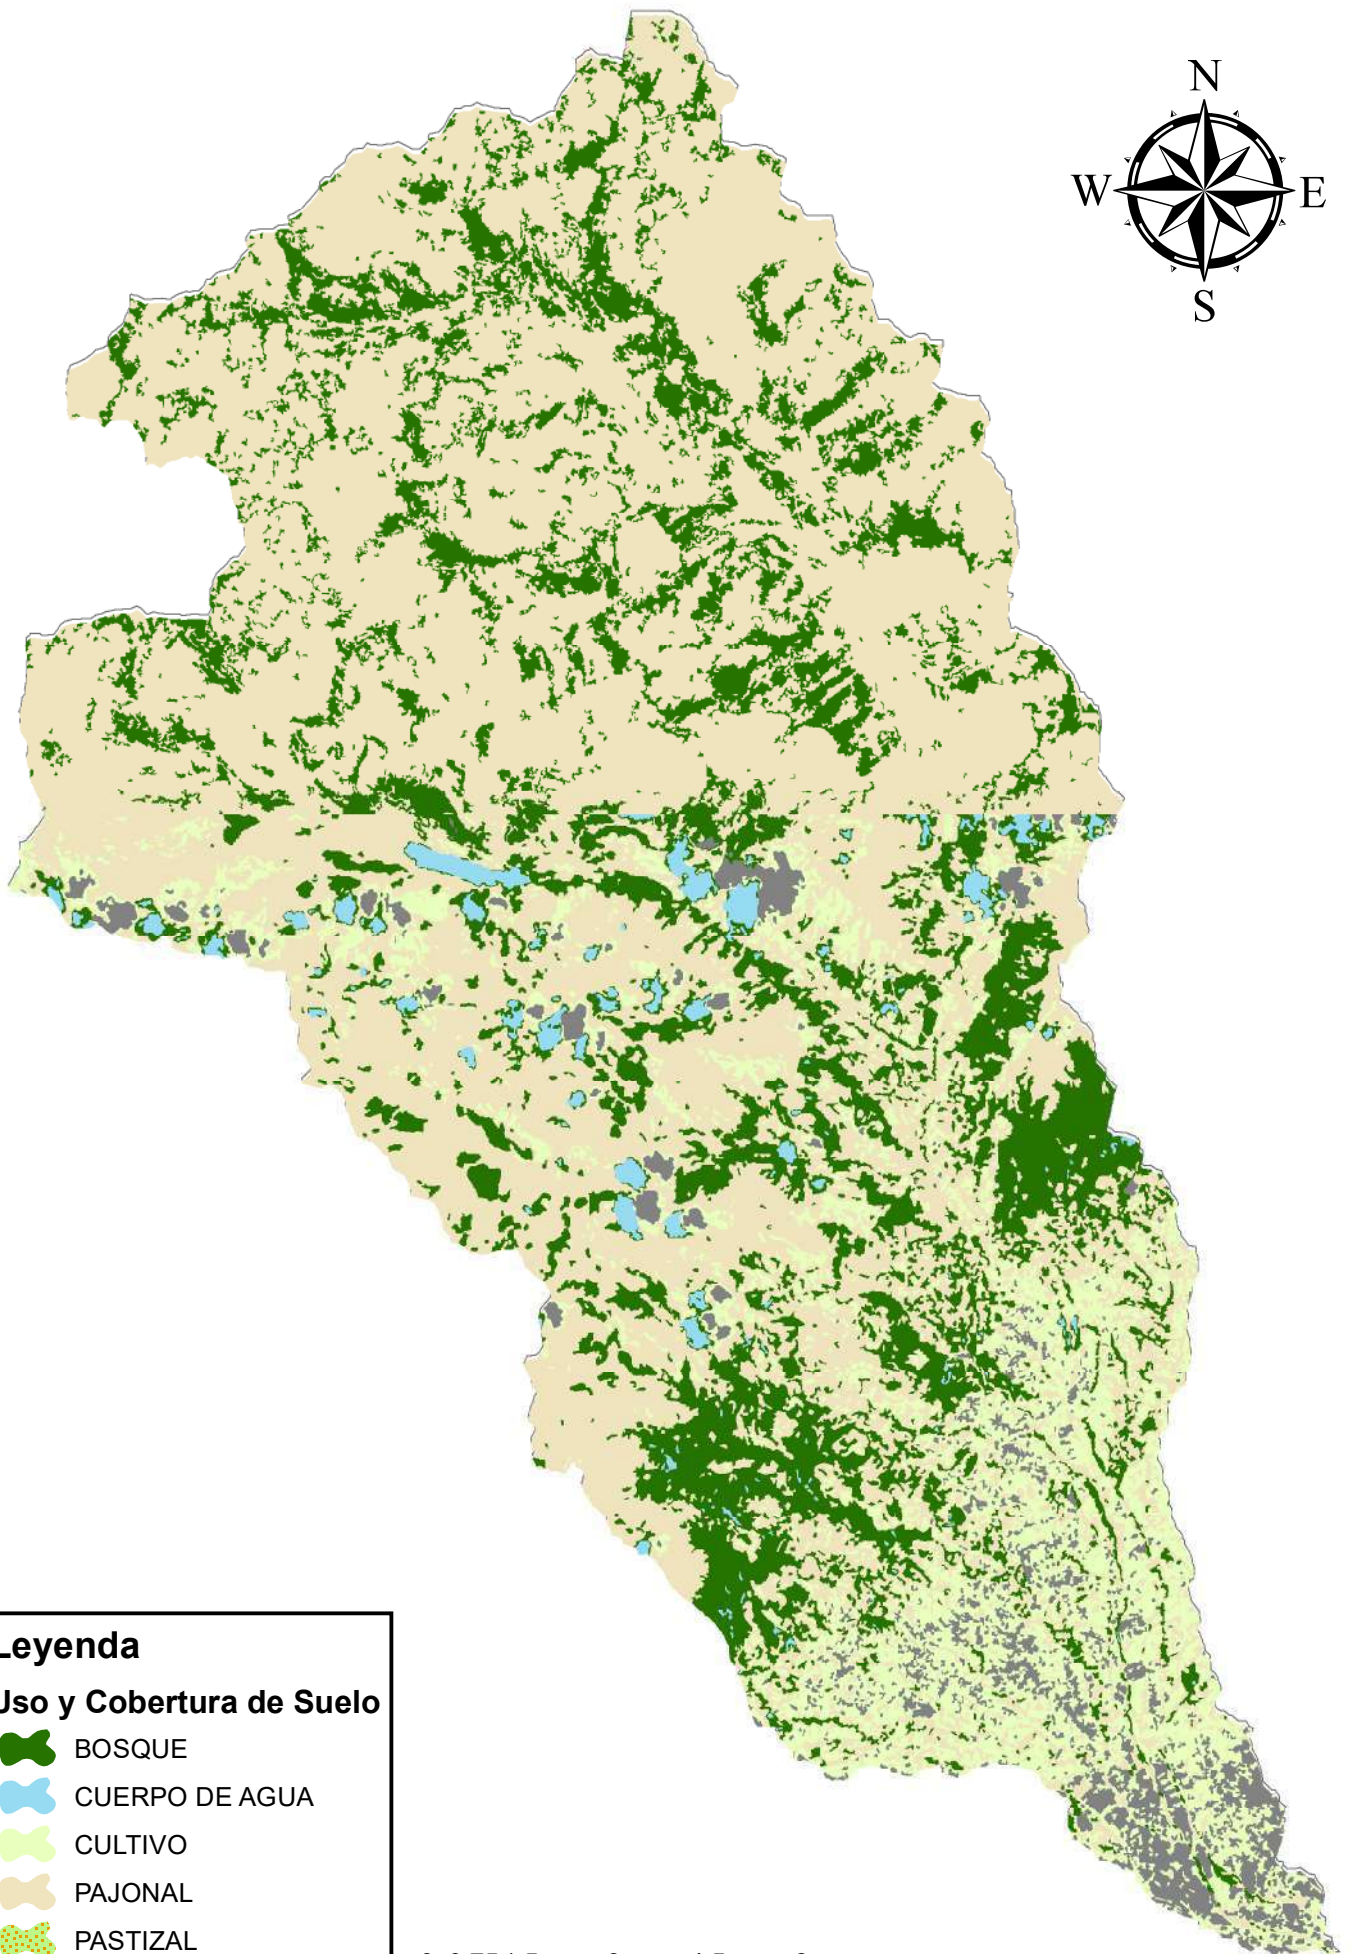 N
W E
S
Leyenda
Uso y Cobertura de Suelo
BOSQUE
CUERPO DE AGUA
CULTIVO
PAJONAL
PASTIZAL